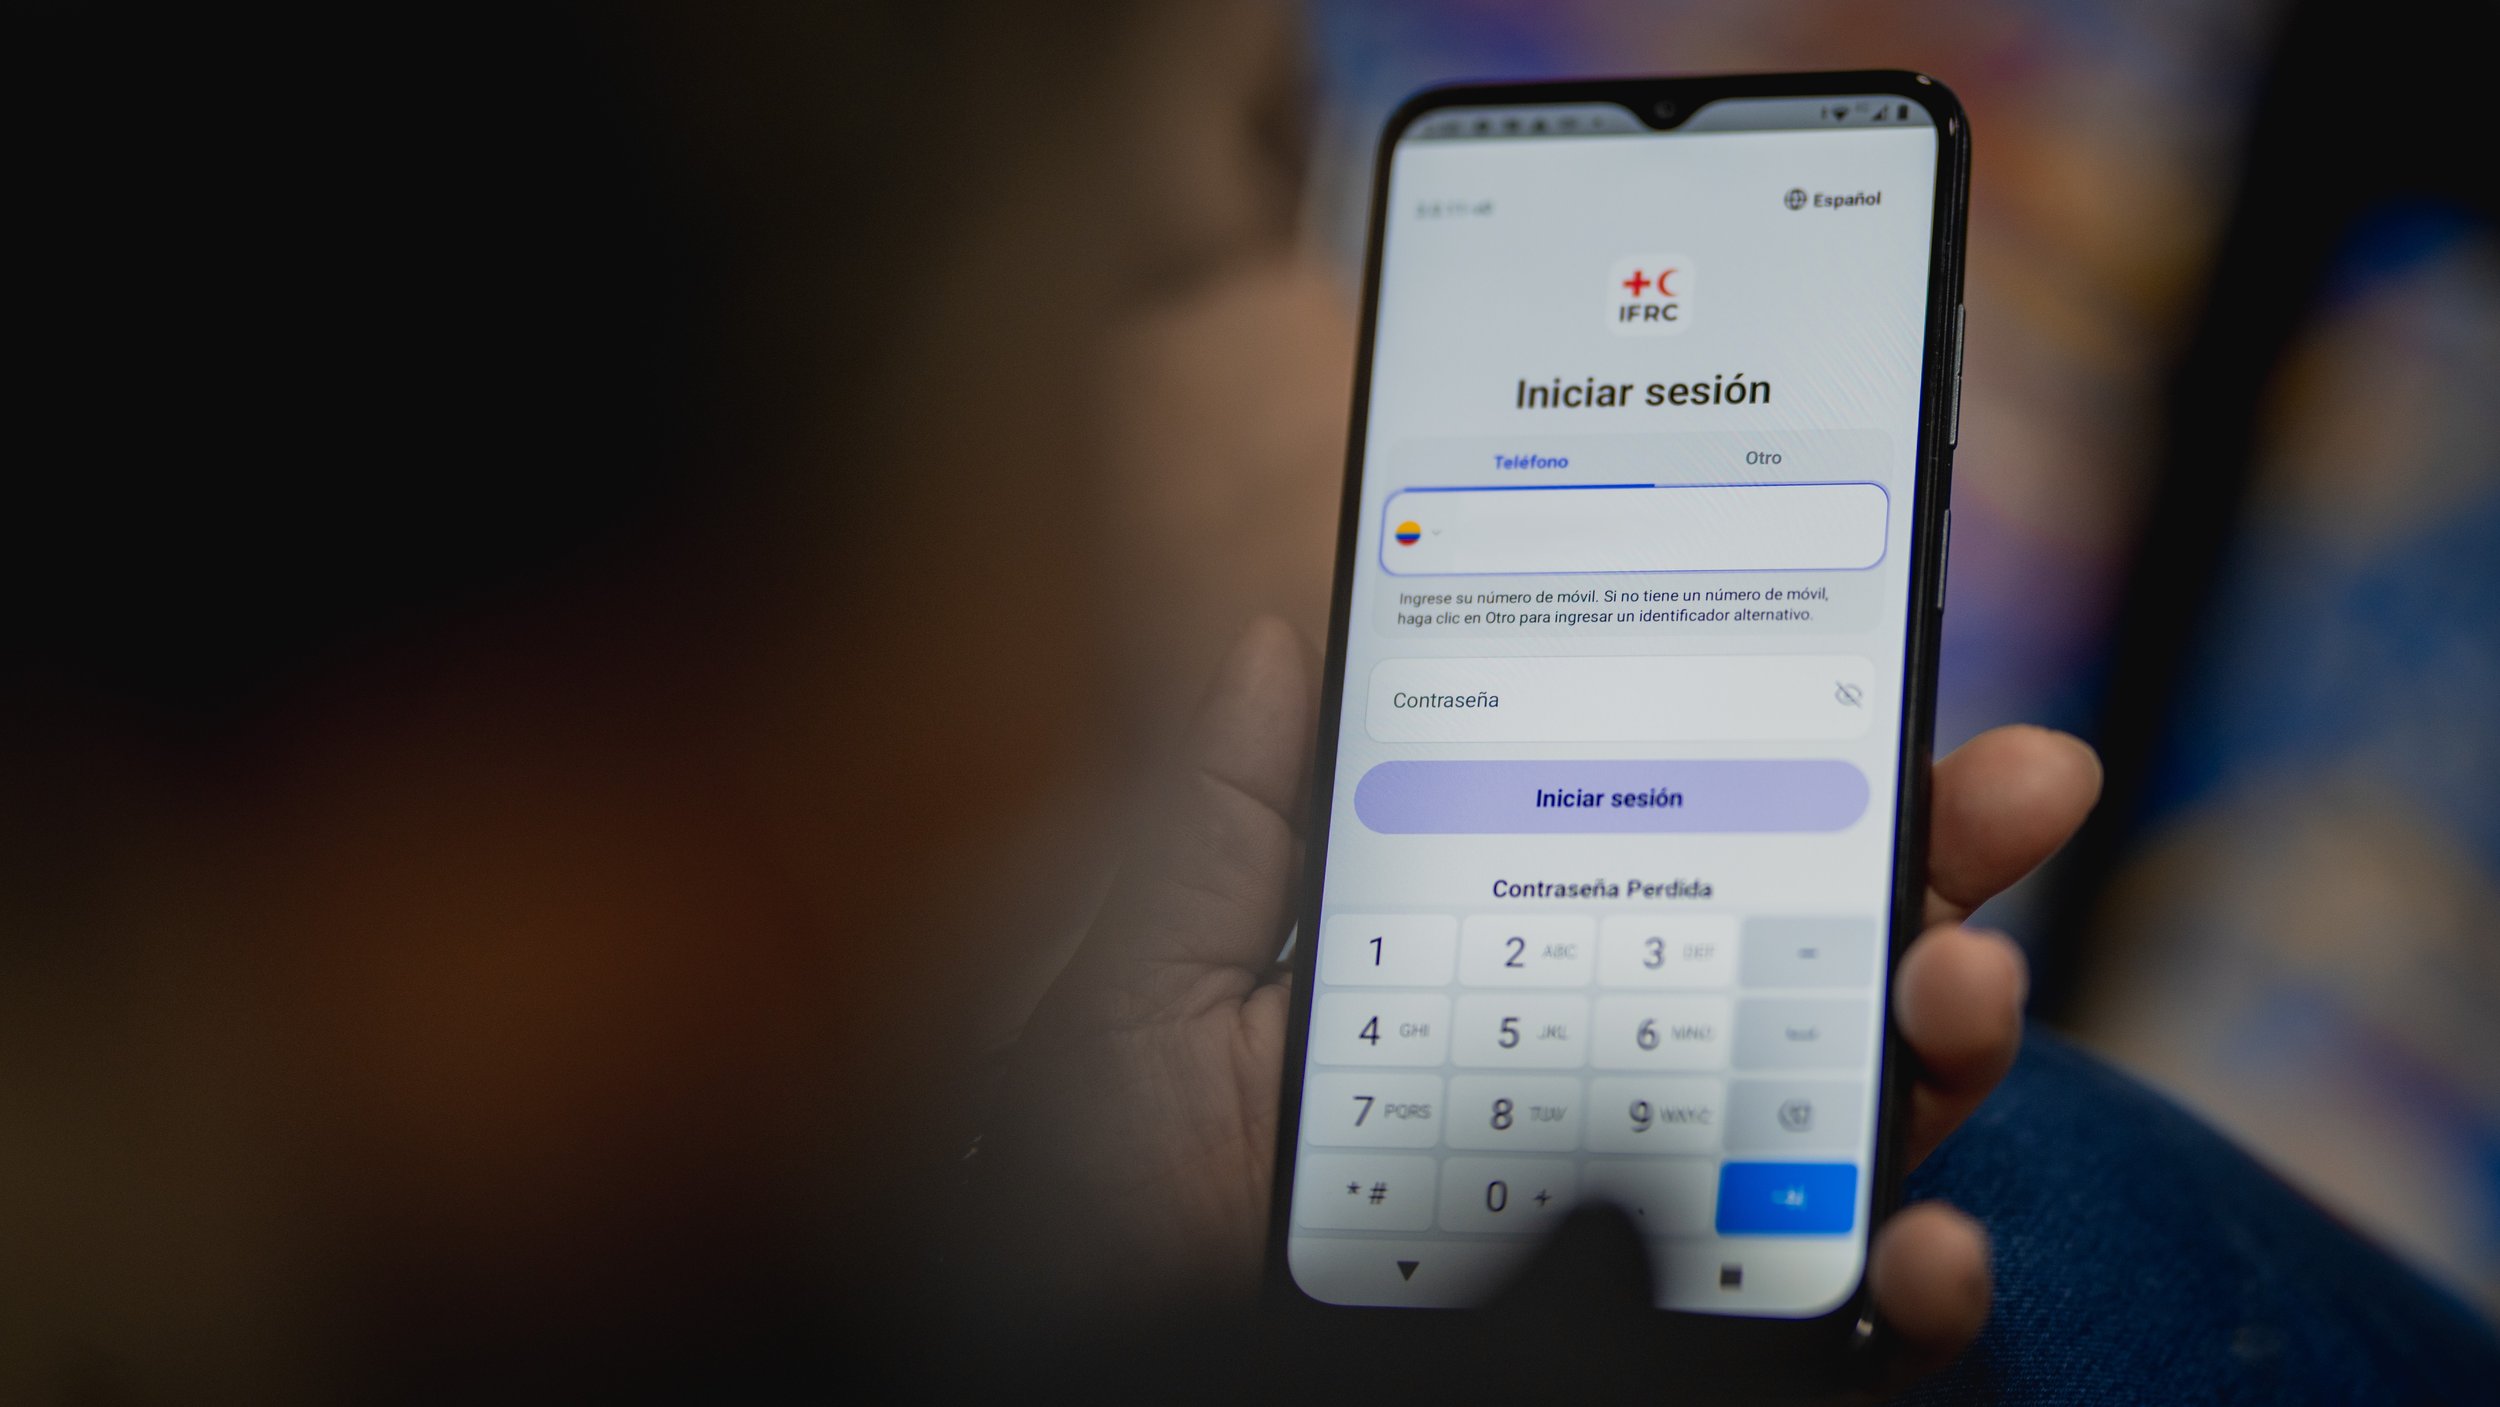 Español
IFRC
Iniciar sesión
Teléfono Otro
Ingrese su número de móvil. Si no tiene un número de móvil,
haga clic en Otro para ingresar un identificador alternativo.
Contraseña
Iniciar sesión
Contraseña Perdida
1 2 ABC 3 DEF
4 GHI 5 JKL 6 MNO
7 PQRS 8 TUV 9 WXYZ
* # 0 + .